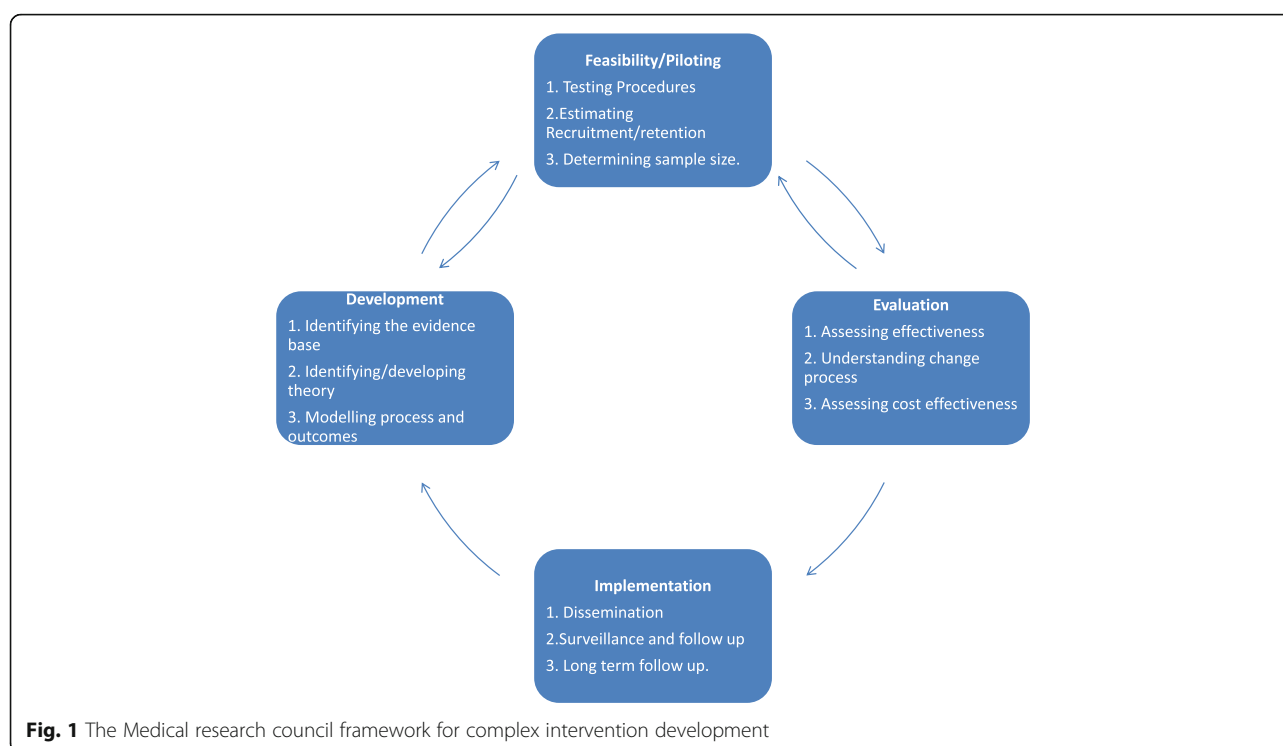 Feasibility/Piloting
1. Testing Procedures
2.Estimating
Recruitment/retention
3. Determining sample size.
Development
1. Identifying the evidence
base
2. Identifying/developing
theory
3. Modelling process and
outcomes
Evaluation
1. Assessing effectiveness
2. Understanding change
process
3. Assessing cost effectiveness
Implementation
1. Dissemination
2.Surveillance and follow up
3. Long term follow up.
Fig. 1 The Medical research council framework for complex intervention development